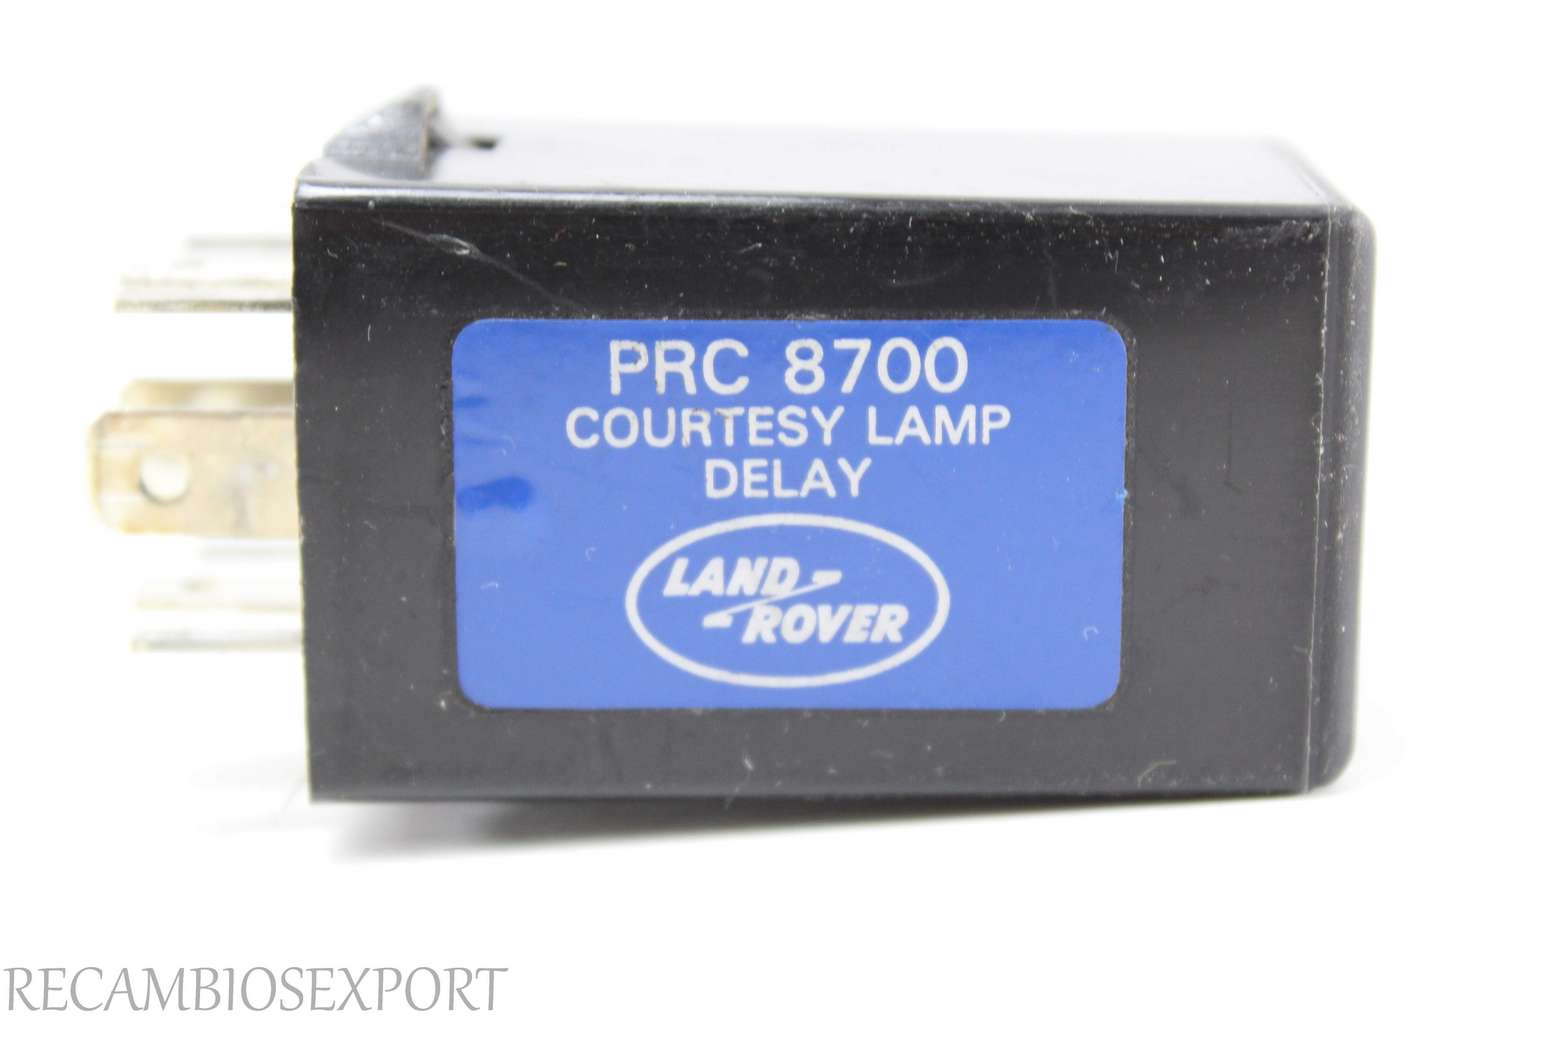 PRC 8700
COURTESY LAMP
DELAY
LAND
ROVER
RECAMBIOSEXPORT